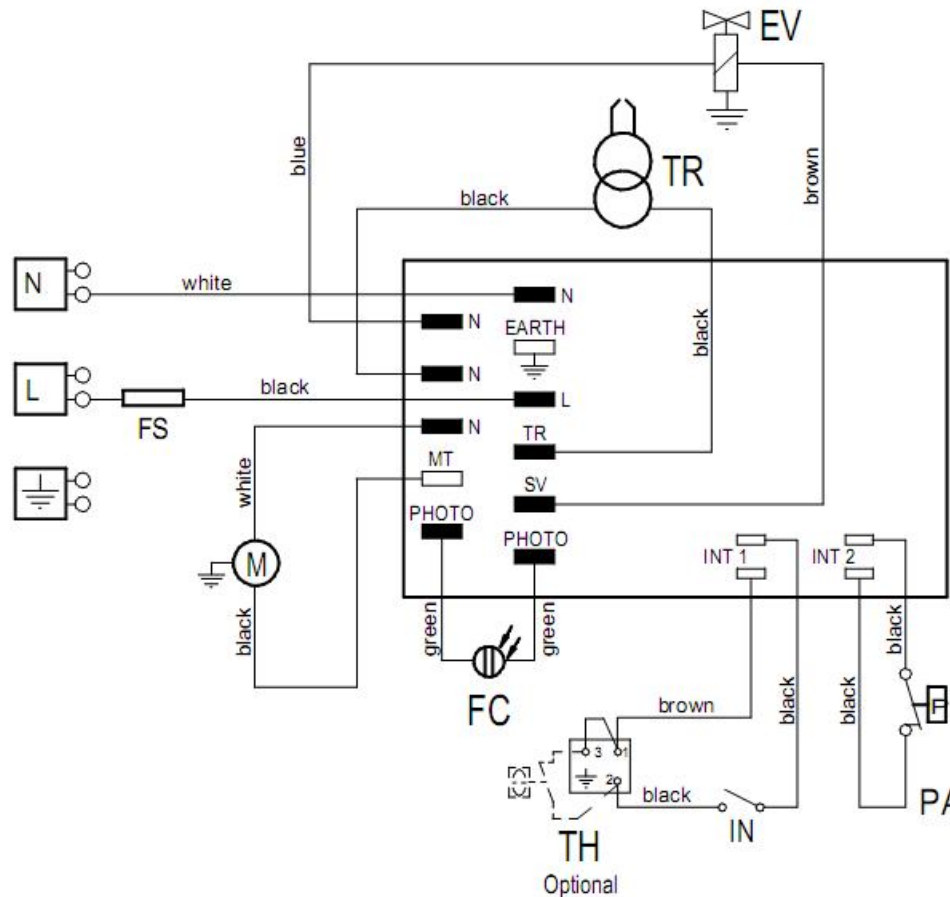 EV
TR
blue
brown
black
N
white
N
N
EARTH
black
L
black
N
L
FS
N
TR
MT
white
SV
PHOTO
PHOTO
INT 1
INT 2
M
black
green
green
black
black
black
FC
brown
3
1
2
black
TH
IN
PA
Optional